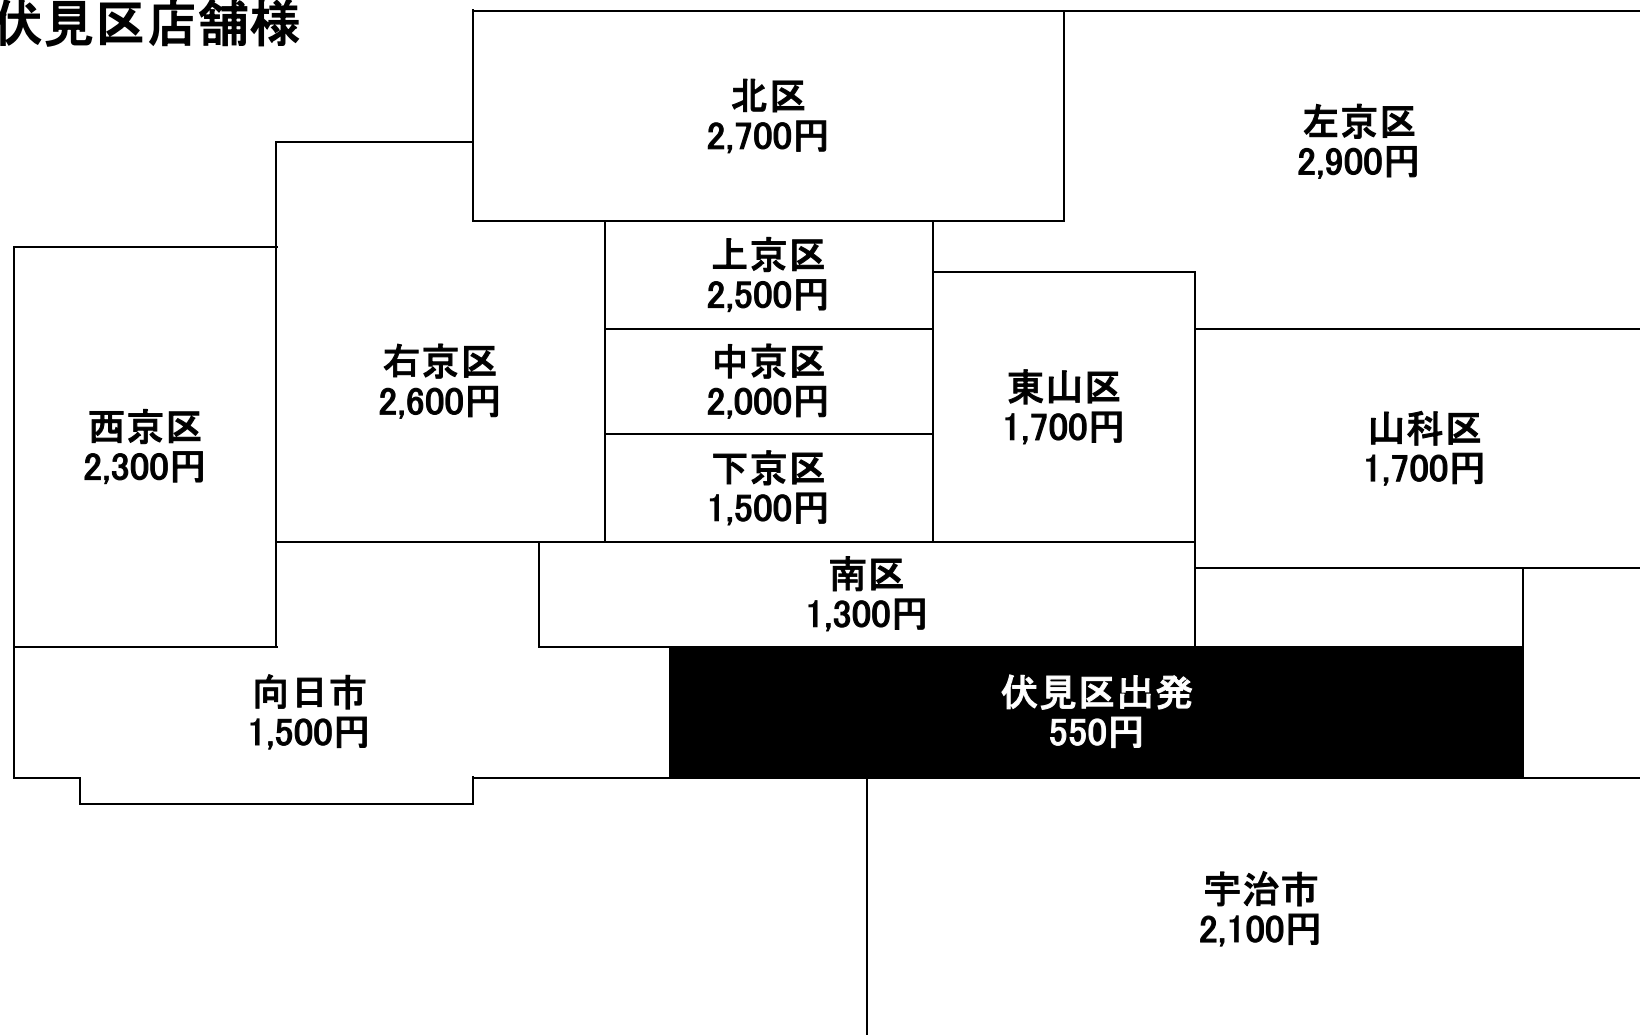 伏見区店舗様
北区
2,700円
左京区
2,900円
上京区
2,500円
右京区
2,600円
中京区
2,000円
東山区
1,700円
西京区
2,300円
山科区
1,700円
下京区
1,500円
南区
1,300円
向日市
1,500円
伏見区出発
550円
宇治市
2,100円